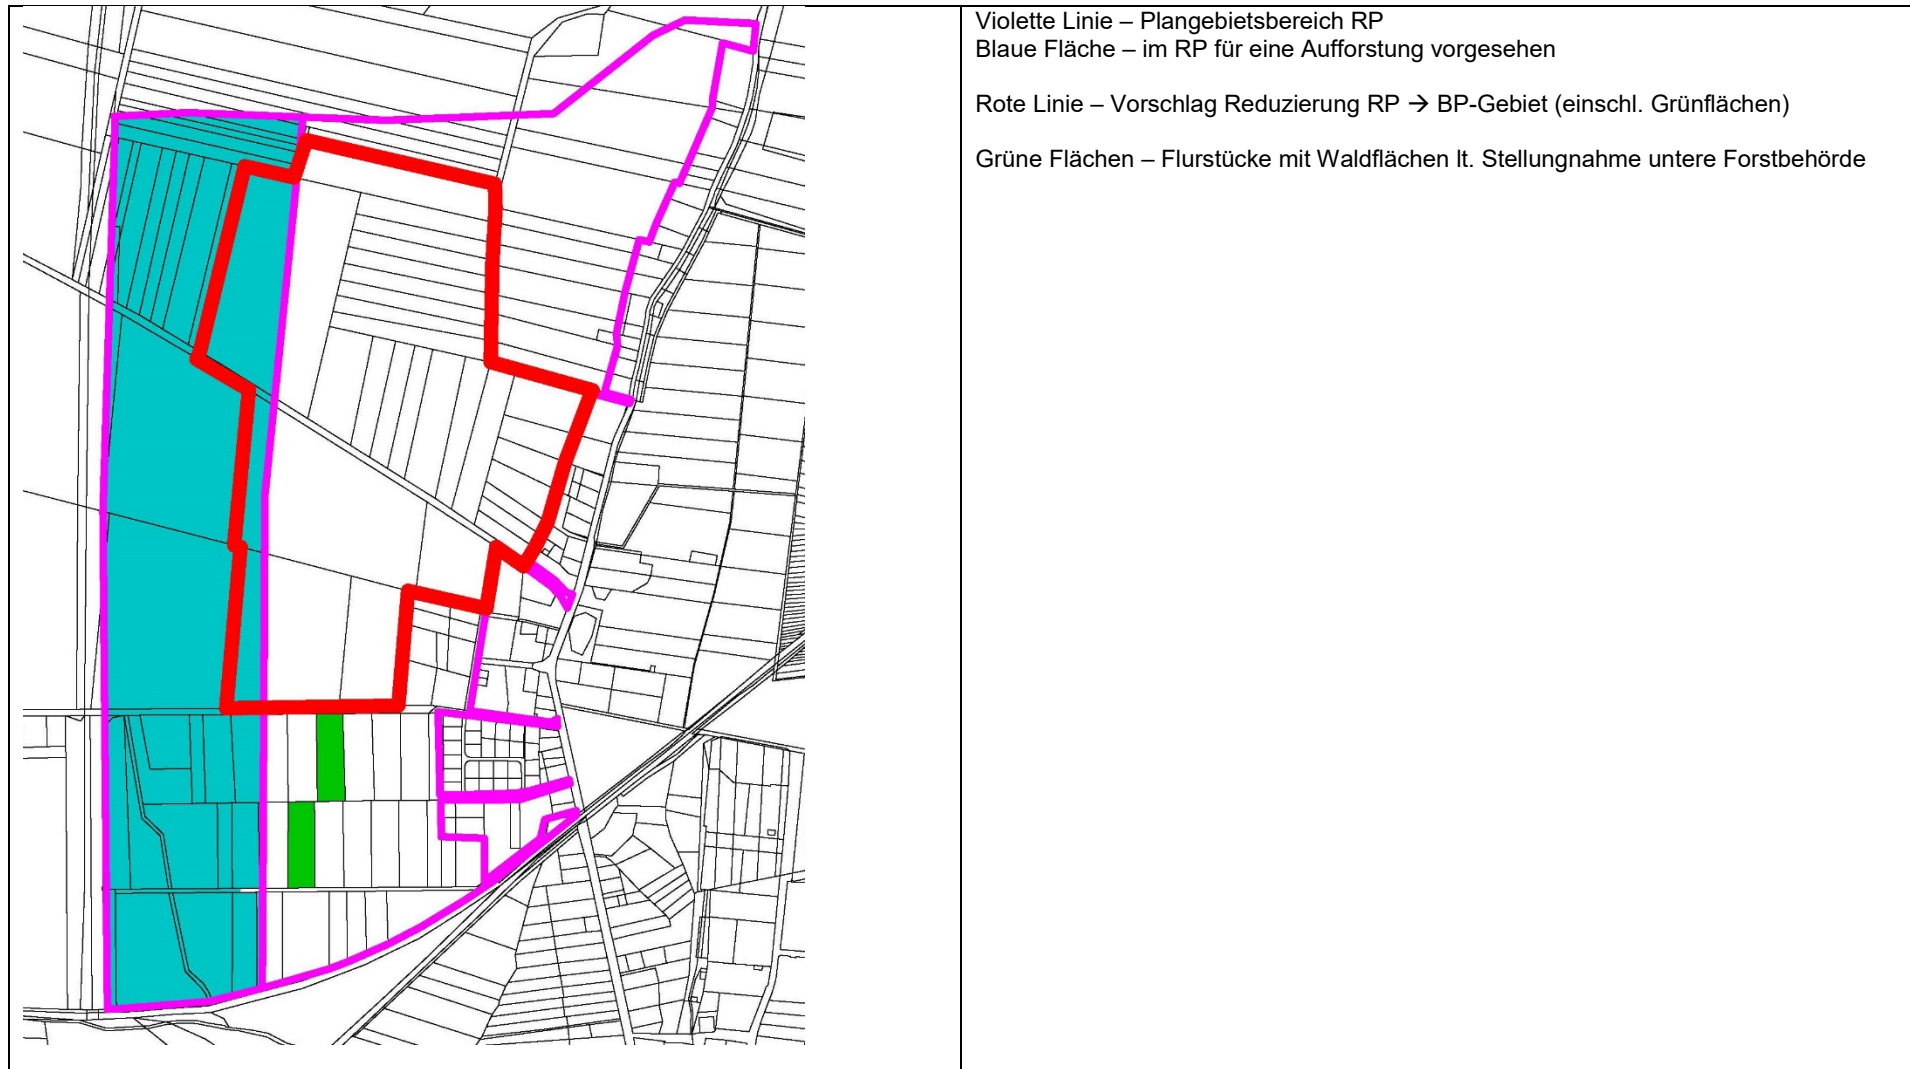 Violette Linie – Plangebietsbereich RP
Blaue Fläche – im RP für eine Aufforstung vorgesehen
Rote Linie – Vorschlag Reduzierung RP → BP-Gebiet (einschl. Grünflächen)
Grüne Flächen – Flurstücke mit Waldflächen lt. Stellungnahme untere Forstbehörde